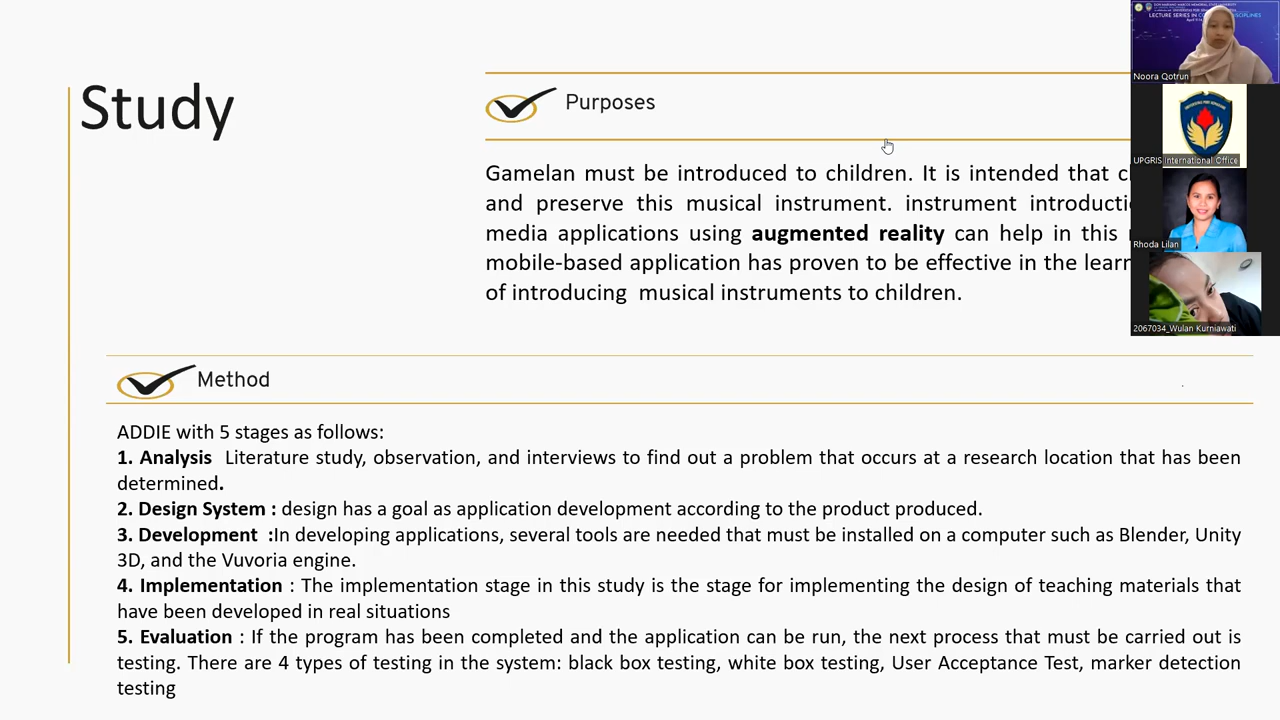 Study
Purposes
Gamelan must be introduced to children. It is intended that
and preserve this musical instrument. instrument
media applications using augmented reality can help in this
mobile-based application has proven to be effective in the
of introducing musical instruments to children.
Method
ADDIE with 5 stages as follows:
1. Analysis Literature study, observation, and interviews to find out a problem that occurs at a research location that has been
determined.
2. Design System : design has a goal as application development according to the product produced.
3. Development :In developing applications, several tools are needed that must be installed on a computer such as Blender, Unity
3D, and the Vuvoria engine.
4. Implementation : The implementation stage in this study is the stage for implementing the design of teaching materials that
have been developed in real situations
5. Evaluation : If the program has been completed and the application can be run, the next process that must be carried out is
testing. There are 4 types of testing in the system: black box testing, white box testing, User Acceptance Test, marker detection
testing
LECTURE SERIES IN
Noora Qotrun
UPGRIS International Office
Rhoda Lilan
2067034_Wulan Kurniawati